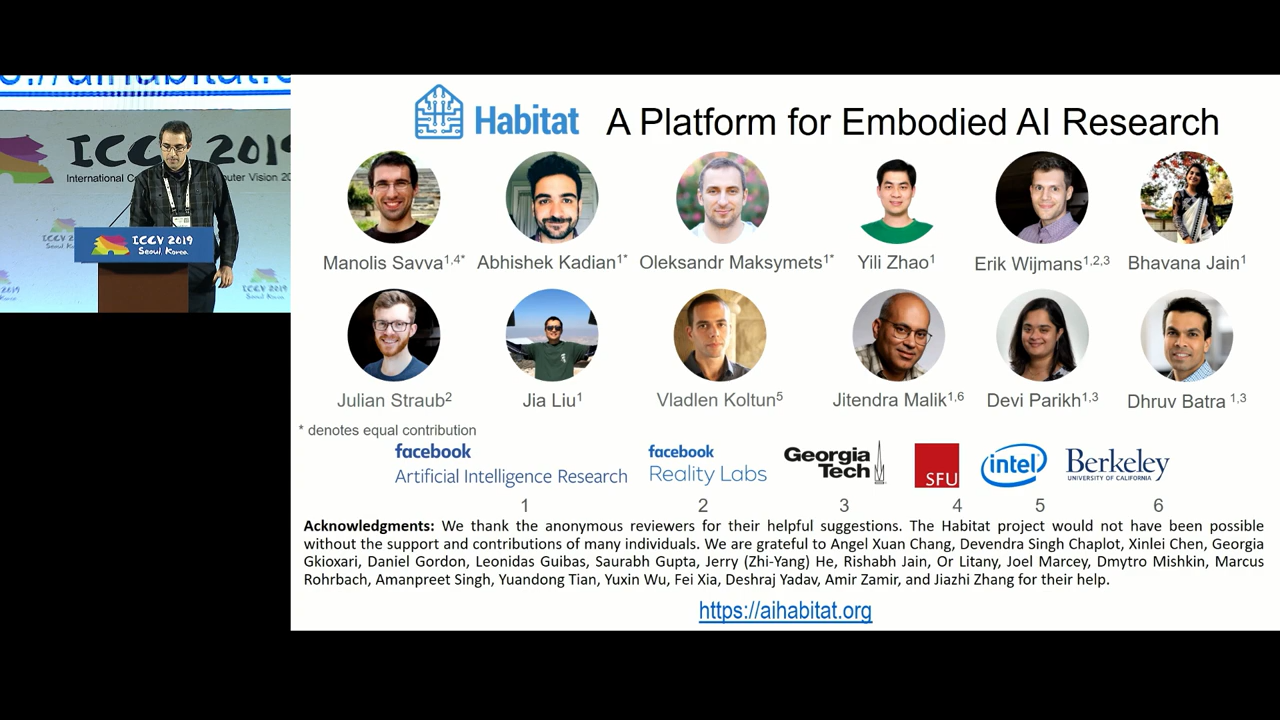 ://aihabitat.o
ICCV 2019
International Co puter Vision 20
ICCV 2019
Seoul, Korea
Habitat A Platform for Embodied AI Research
Manolis Savva1,4* Abhishek Kadian1* Oleksandr Maksymets1* Yili Zhao1 Erik Wijmans1,2,3 Bhavana Jain1
Julian Straub2 Jia Liu1 Vladlen Koltun5 Jitendra Malik1,6 Devi Parikh1,3 Dhruv Batra 1,3
* denotes equal contribution
facebook Artificial Intelligence Research
facebook Reality Labs
Georgia Tech
SFU
intel
Berkeley UNIVERSITY OF CALIFORNIA
1 2 3 4 5 6
Acknowledgments: We thank the anonymous reviewers for their helpful suggestions. The Habitat project would not have been possible
without the support and contributions of many individuals. We are grateful to Angel Xuan Chang, Devendra Singh Chaplot, Xinlei Chen, Georgia
Gkioxari, Daniel Gordon, Leonidas Guibas, Saurabh Gupta, Jerry (Zhi-Yang) He, Rishabh Jain, Or Litany, Joel Marcey, Dmytro Mishkin, Marcus
Rohrbach, Amanpreet Singh, Yuandong Tian, Yuxin Wu, Fei Xia, Deshraj Yadav, Amir Zamir, and Jiazhi Zhang for their help.
https://aihabitat.org